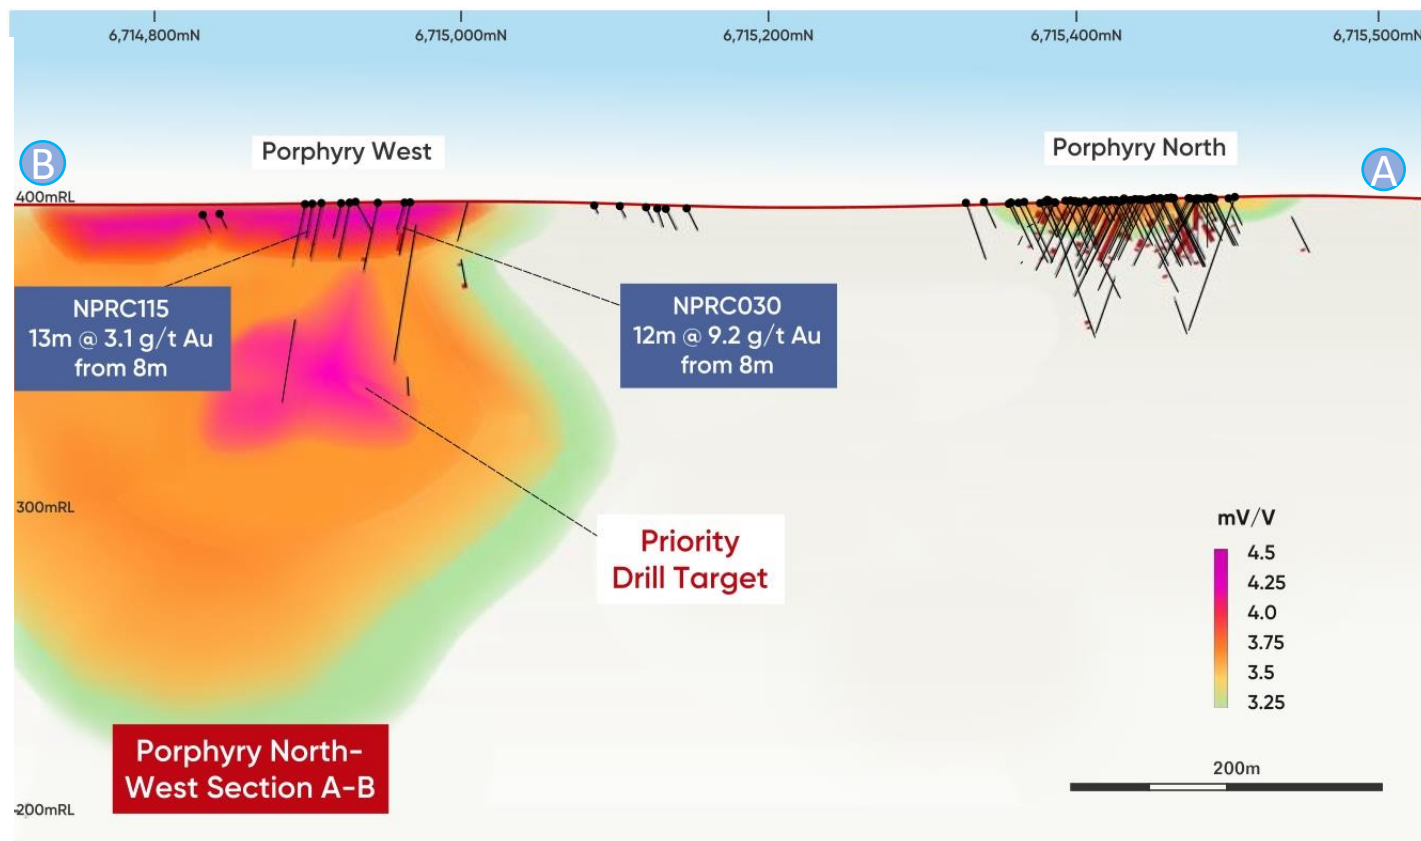 6,714,800mN
6,715,000mN
6,715,200mN
6,715,400mN
6,715,500mN
Porphyry West
Porphyry North
B
A
400mRL
NPRC115
13m @ 3.1 g/t Au
from 8m
NPRC030
12m @ 9.2 g/t Au
from 8m
300mRL
Priority
Drill Target
mV/V
4.5
4.25
4.0
3.75
3.5
3.25
Porphyry North-
West Section A-B
200m
200mRL